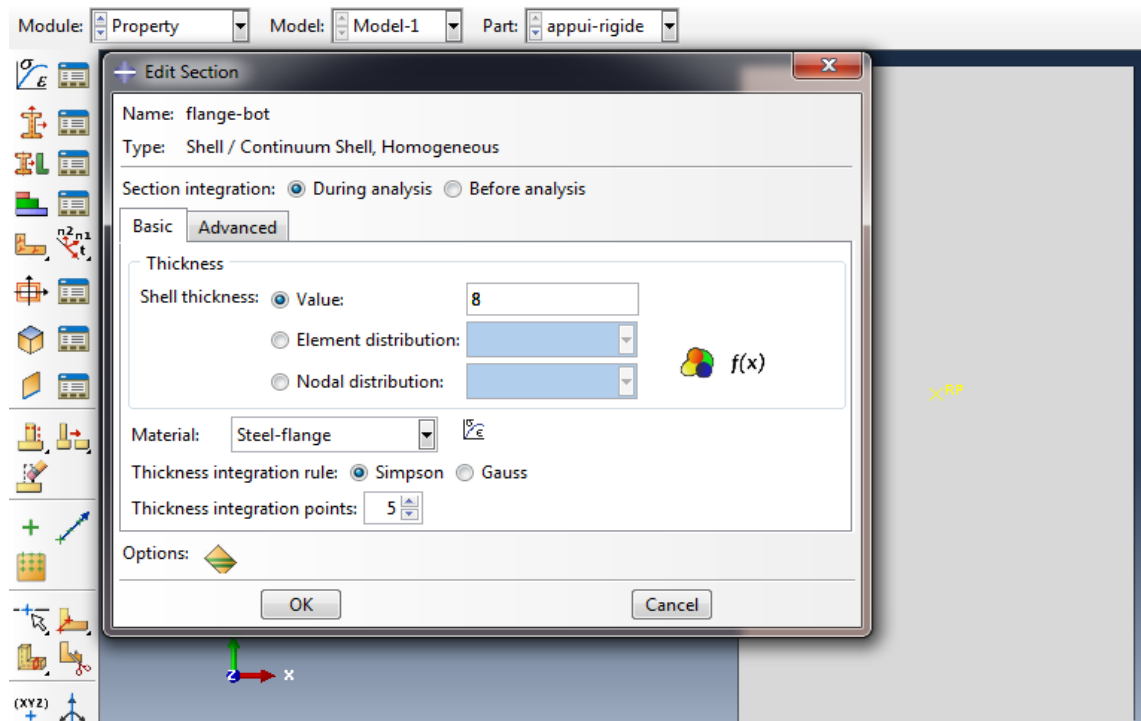 Module: Property Model: Model-1 Part: appui-rigide
σ ε
Edit Section
x
Name: flange-bot
Type: Shell / Continuum Shell, Homogeneous
Section integration: During analysis Before analysis
Basic Advanced
n2 n1
t
Thickness
Shell thickness: Value: 8
Element distribution:
f(x)
Nodal distribution:
RP
Material: Steel-flange σ ε
Thickness integration rule: Simpson Gauss
Thickness integration points: 5
Options:
OK Cancel
Z X
(XYZ)